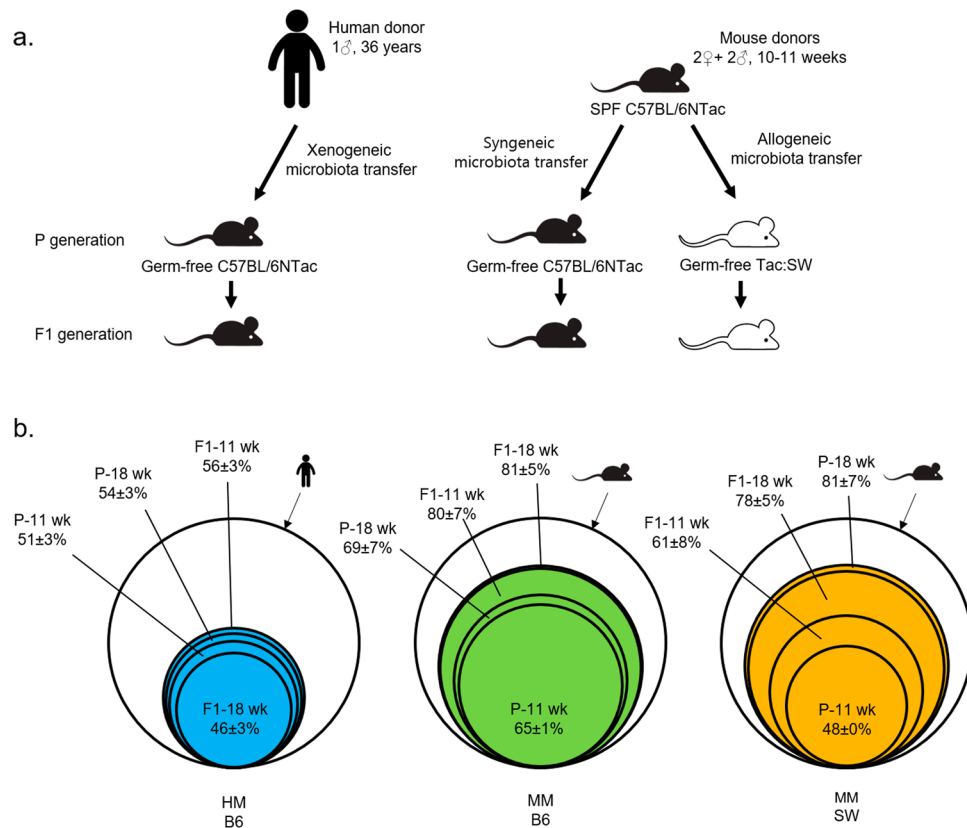 a.
Human donor
1♂, 36 years
Mouse donors
2♀+ 2♂, 10-11 weeks
SPF C57BL/6NTac
Xenogeneic
microbiota transfer
Syngeneic
microbiota transfer
Allogeneic
microbiota transfer
P generation
Germ-free C57BL/6NTac
Germ-free C57BL/6NTac
Germ-free Tac:SW
F1 generation
b.
F1-11 wk
56±3%
P-18 wk
54±3%
P-11 wk
51±3%
F1-18 wk
46±3%
HM
B6
F1-18 wk
81±5%
F1-11 wk
80±7%
P-18 wk
69±7%
P-11 wk
65±1%
MM
B6
P-18 wk
81±7%
F1-18 wk
78±5%
F1-11 wk
61±8%
P-11 wk
48±0%
MM
SW